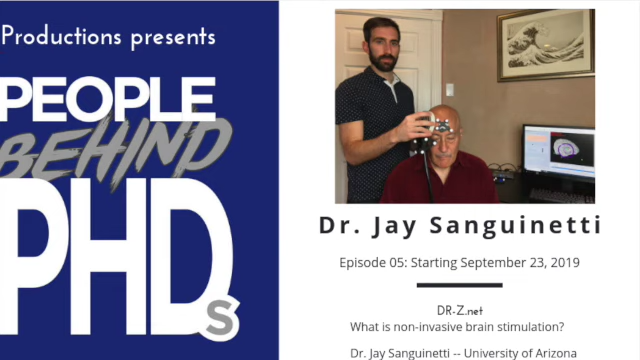 Productions presents
PEOPLE
BEHIND
PHDs
Dr. Jay Sanguinetti
Episode 05: Starting September 23, 2019
DR-Z.net
What is non-invasive brain stimulation?
Dr. Jay Sanguinetti -- University of Arizona